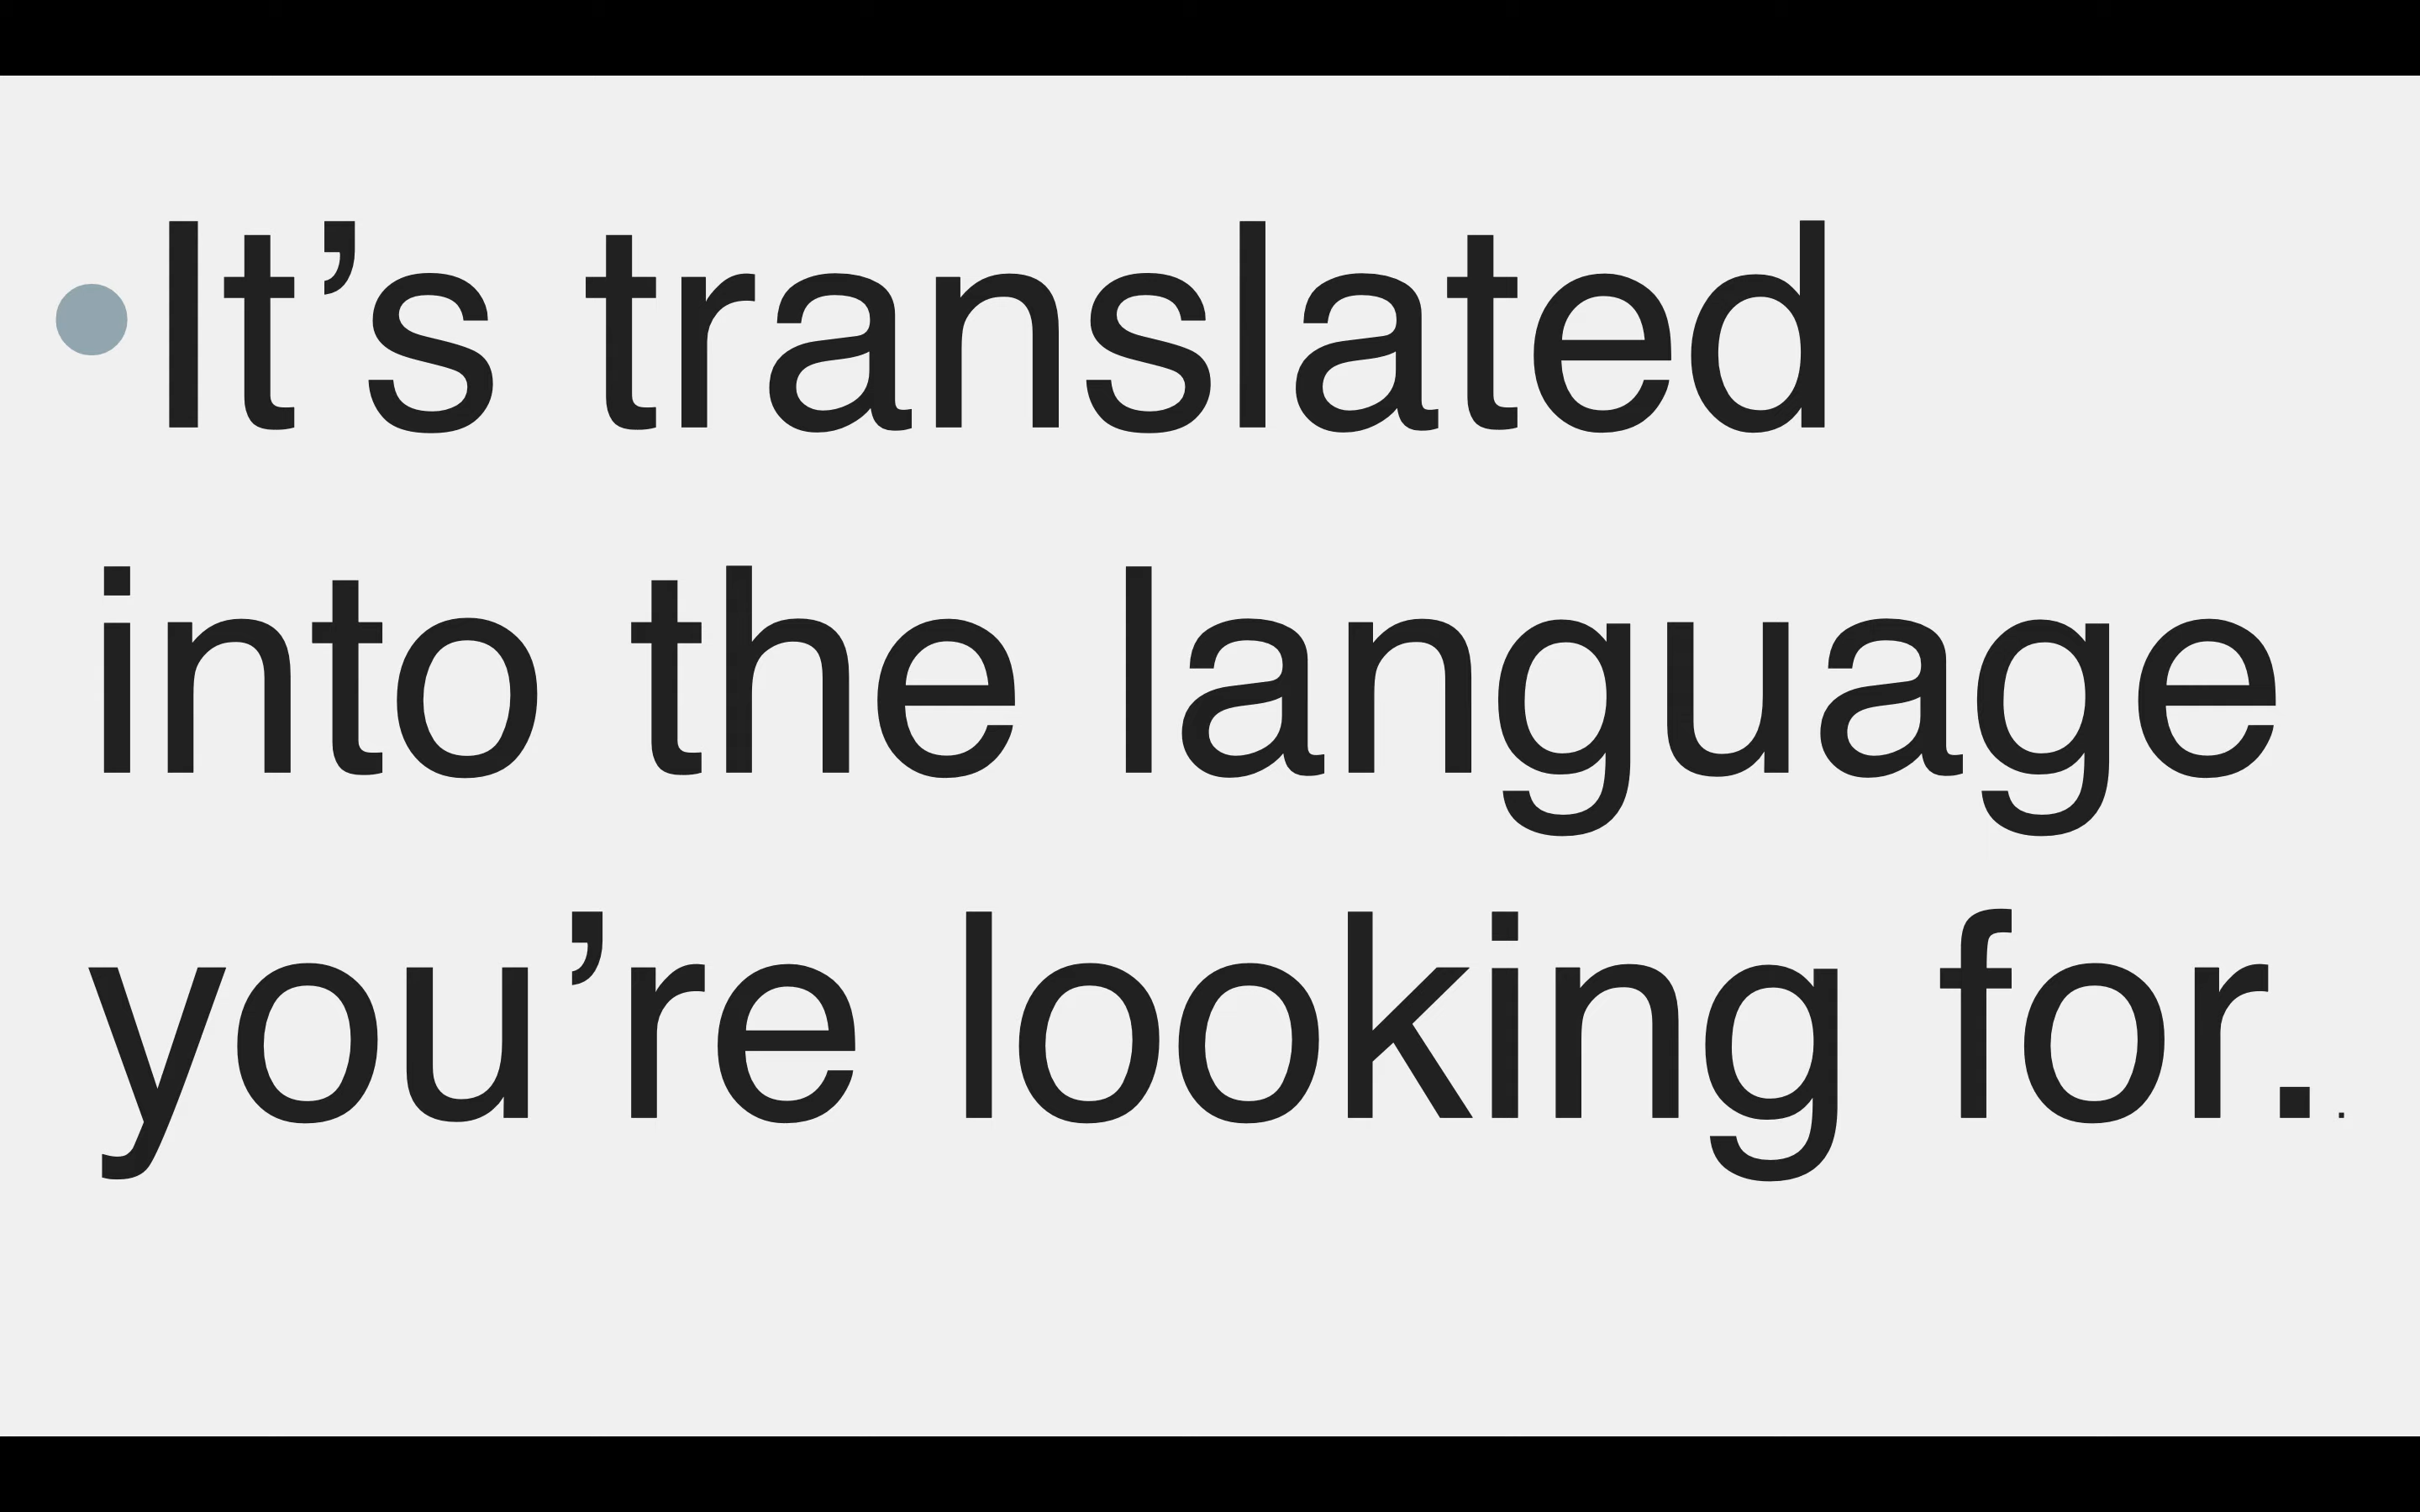 •It’s translated
into the language
you’re looking for..